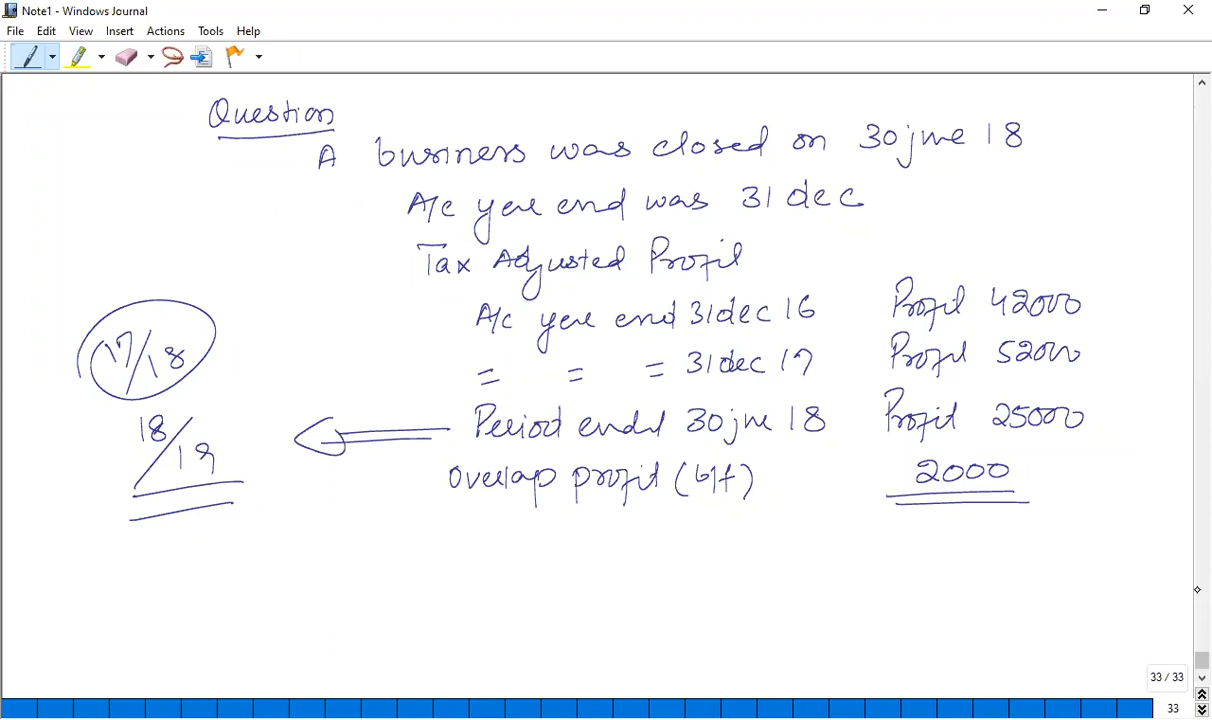 Note1 - Windows Journal
File Edit View Insert Actions Tools Help
Question
A business was closed on 30 june 18
A/c year end was 31 dec
Tax Adjusted Profit
A/c year end 31 dec 16 Profit 42000
= = = 31 dec 17 Profit 52000
17/18
Period ended 30 june 18 Profit 25000
18/19
Overlap profit (b/f) 2000
33 / 33
33